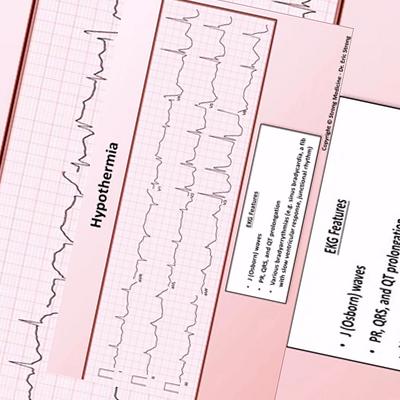 Hypothermia
EKG Features
• J (Osborn) waves
• PR, QRS, and QT prolongation
• Various bradyarrythmias (e.g. sinus bradycardia, a fib
with slow ventricular response, junctional rhythm)
Copyright © Strong Medicine - Dr. Eric Strong
EKG Features
• J (Osborn) waves
• PR, QRS, and QT prolongation